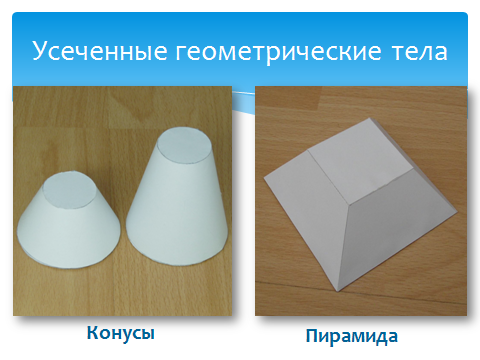 Усеченные геометрические тела
Конусы
Пирамида